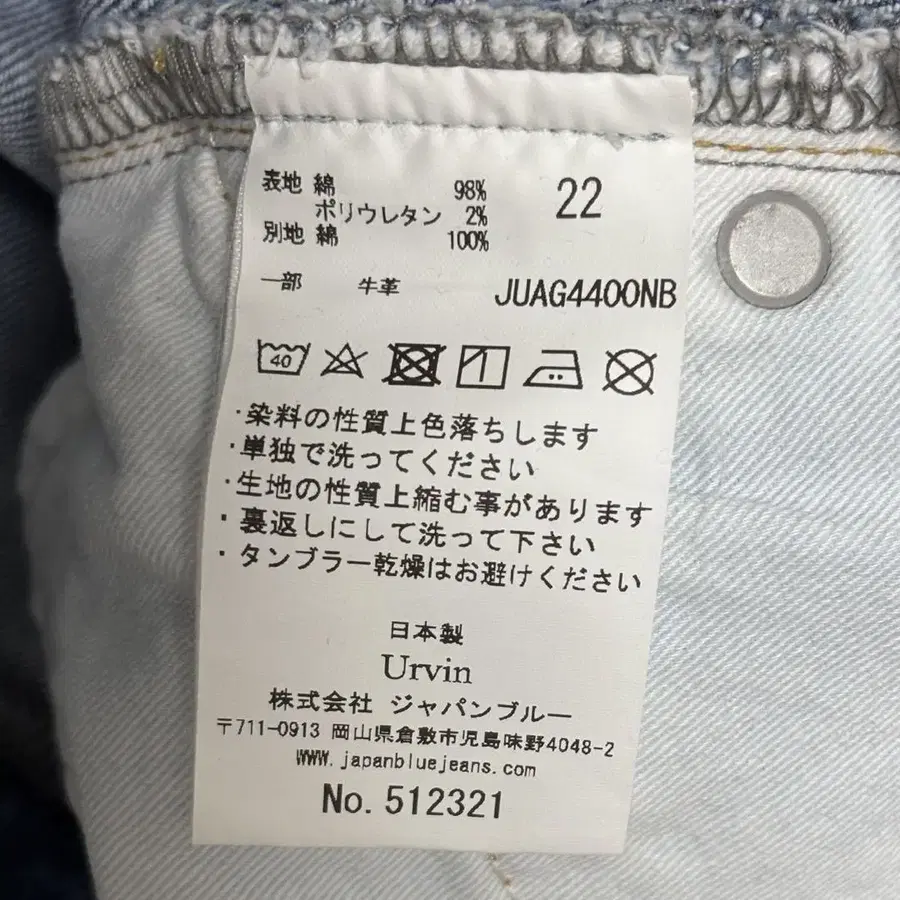 表地 綿 98% 22
ポリウレタン 2%
別地 綿 100%
一部 牛革 JUAG4400NB
40
・染料の性質上色落ちします
・単独で洗ってください
・生地の性質上縮む事があります
・裏返しにして洗って下さい
・タンブラー乾燥はお避けください
日本製
Urvin
株式会社 ジャパンブルー
〒711-0913 岡山県倉敷市児島味野4048-2
www.japanbluejeans.com
No. 512321